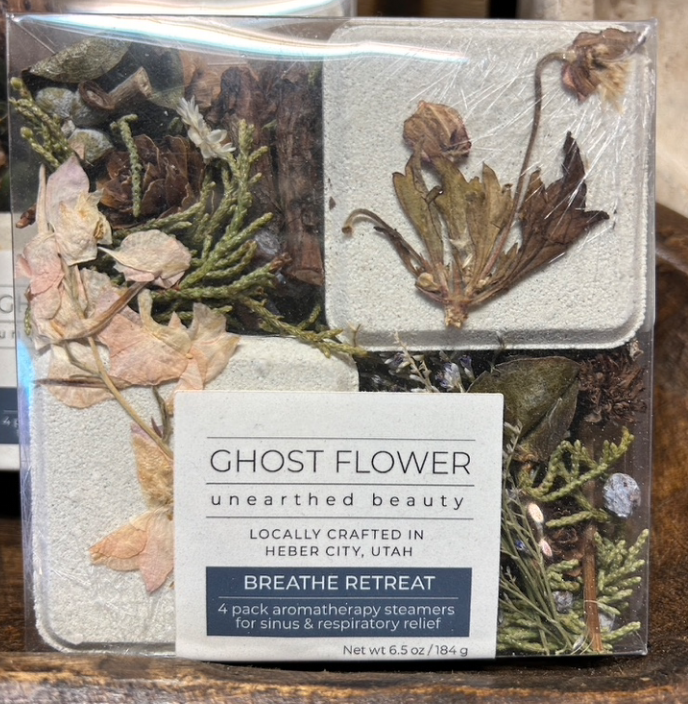 GHOST FLOWER
unearthed beauty
LOCALLY CRAFTED IN
HEBER CITY, UTAH
BREATHE RETREAT
4 pack aromatherapy steamers
for sinus & respiratory relief
Net wt 6.5 oz / 184 g